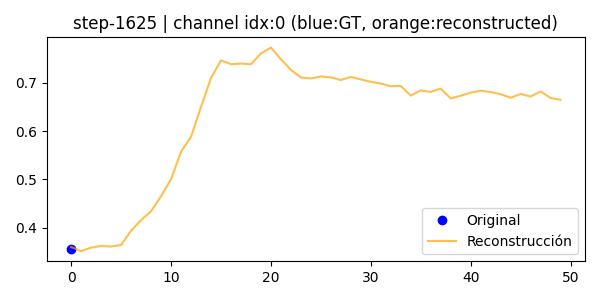 step-1625 | channel idx:0 (blue:GT, orange:reconstructed)
0.7
0.6
0.5
0.4
Original
Reconstrucción
0 10 20 30 40 50